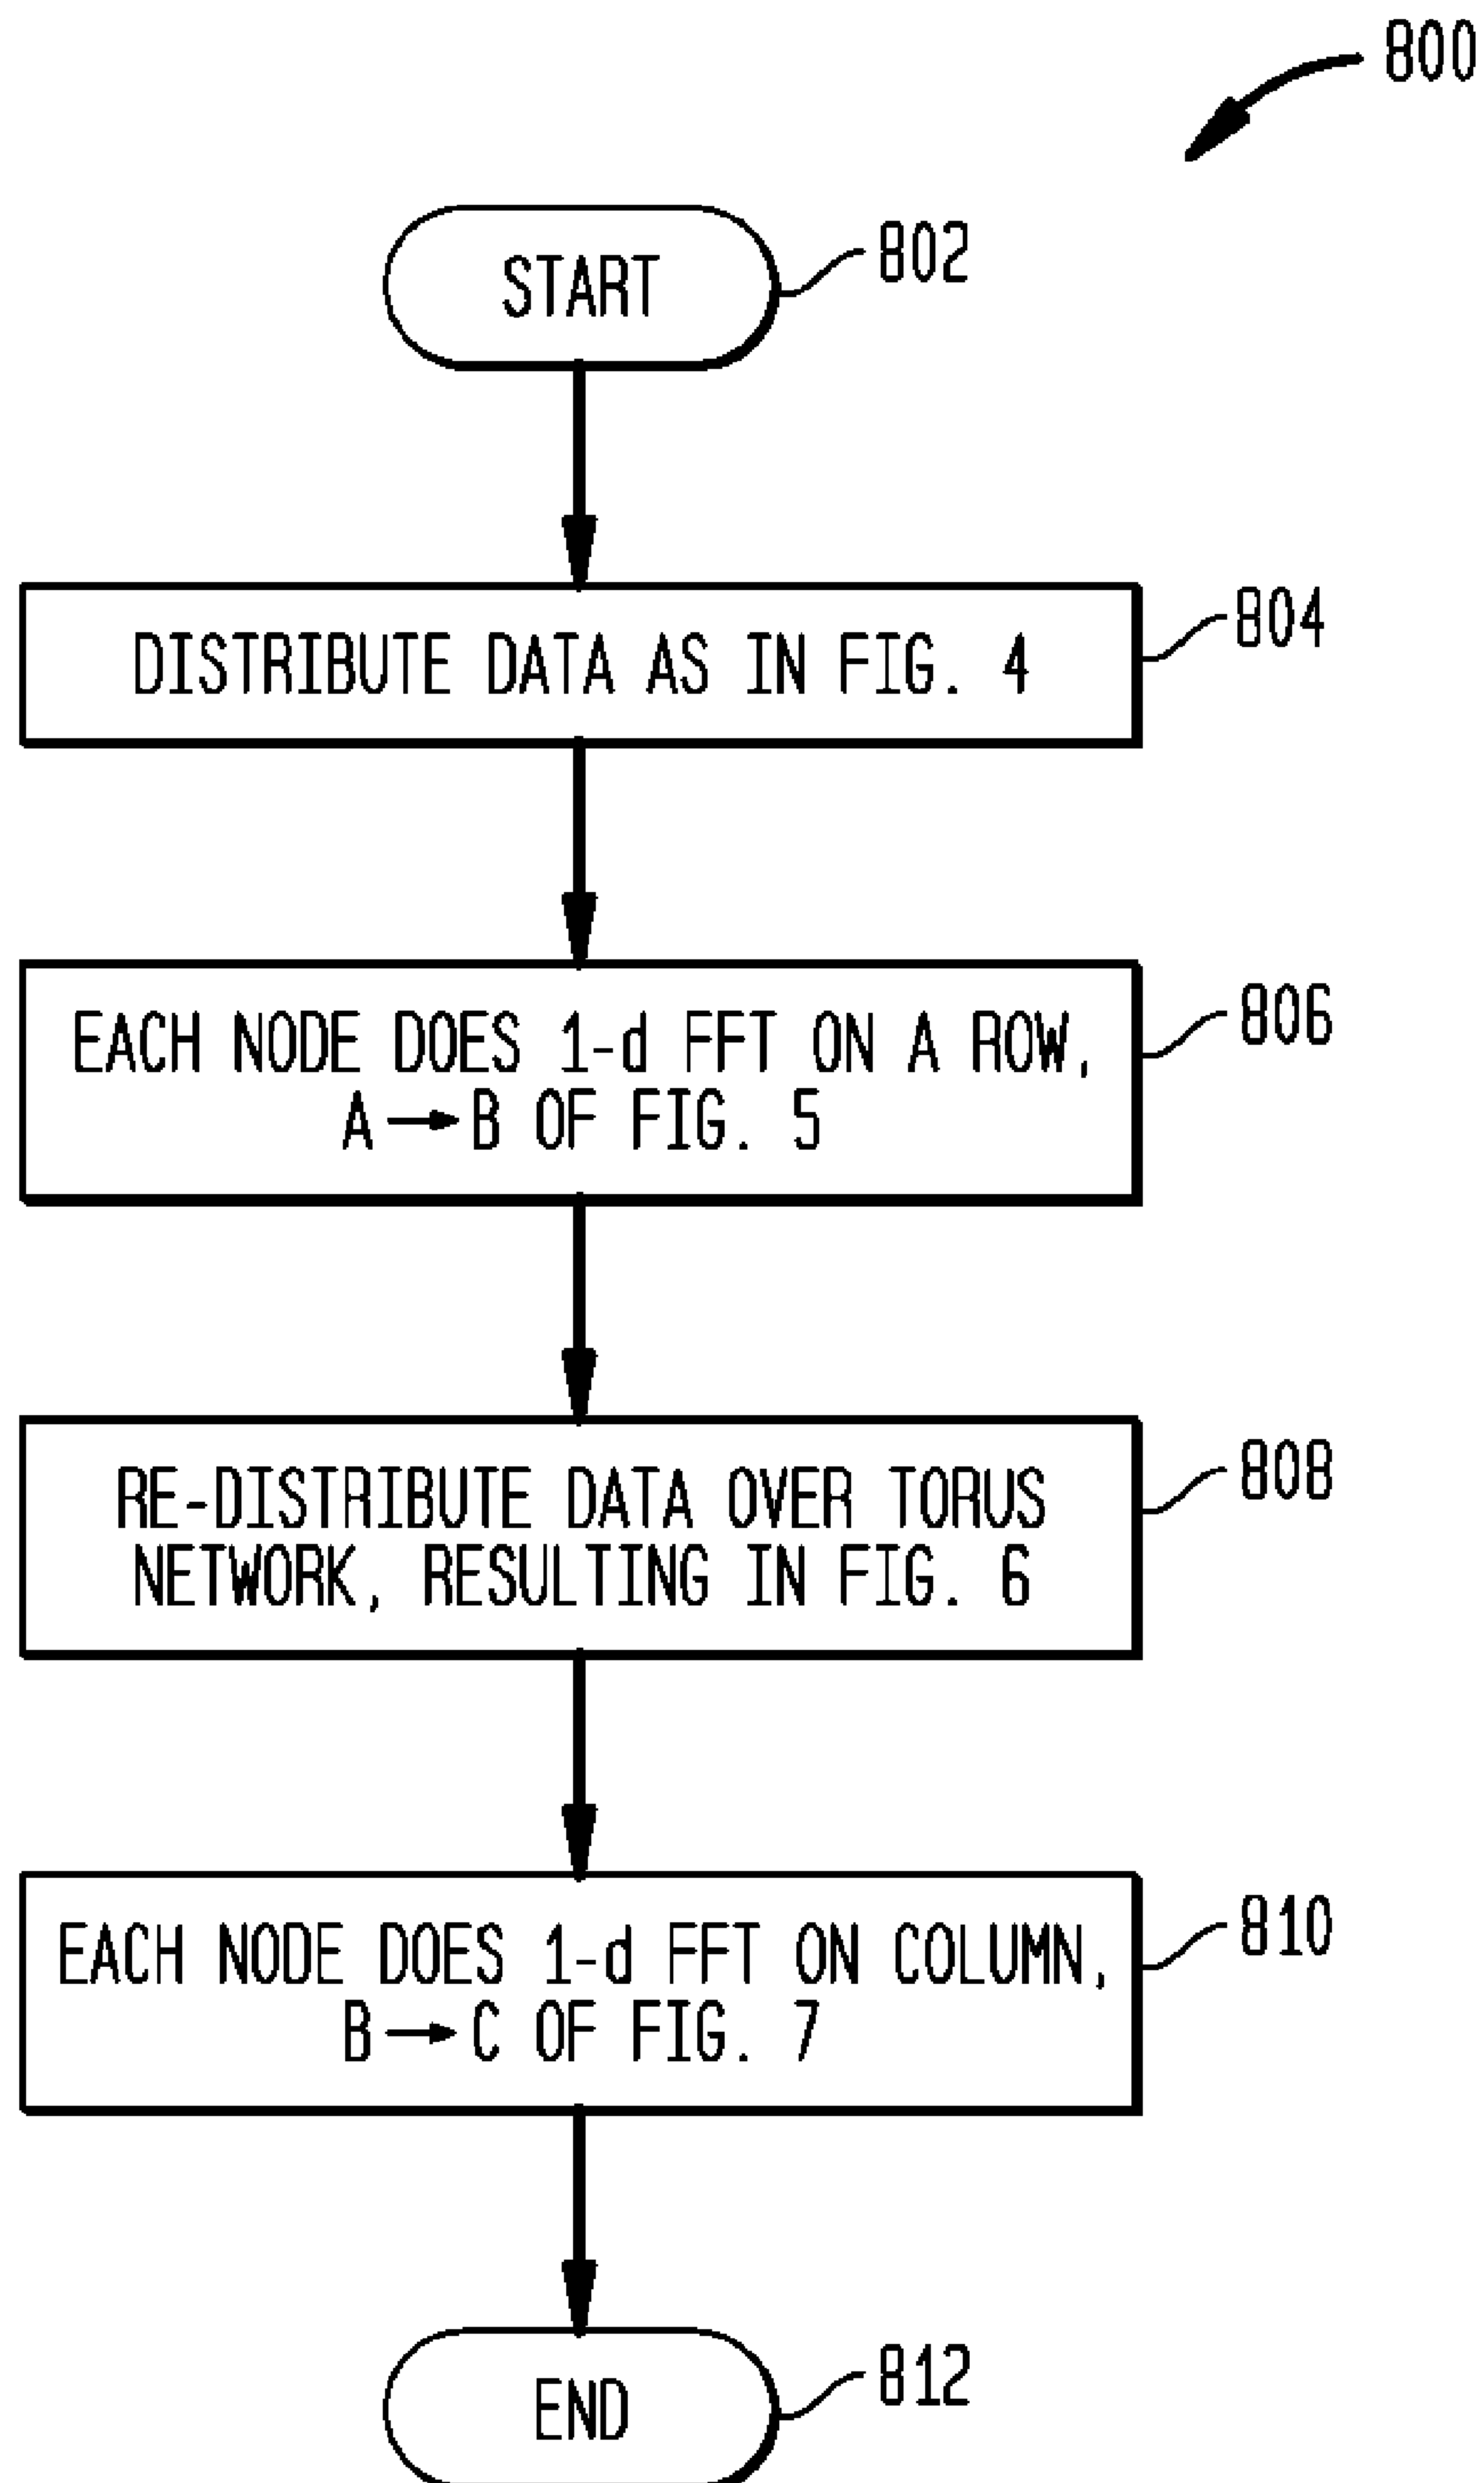 800
START
802
DISTRIBUTE DATA AS IN FIG. 4
804
EACH NODE DOES 1-d FFT ON A ROW,
A→B OF FIG. 5
806
RE-DISTRIBUTE DATA OVER TORUS
NETWORK, RESULTING IN FIG. 6
808
EACH NODE DOES 1-d FFT ON COLUMN,
B→C OF FIG. 7
810
END
812